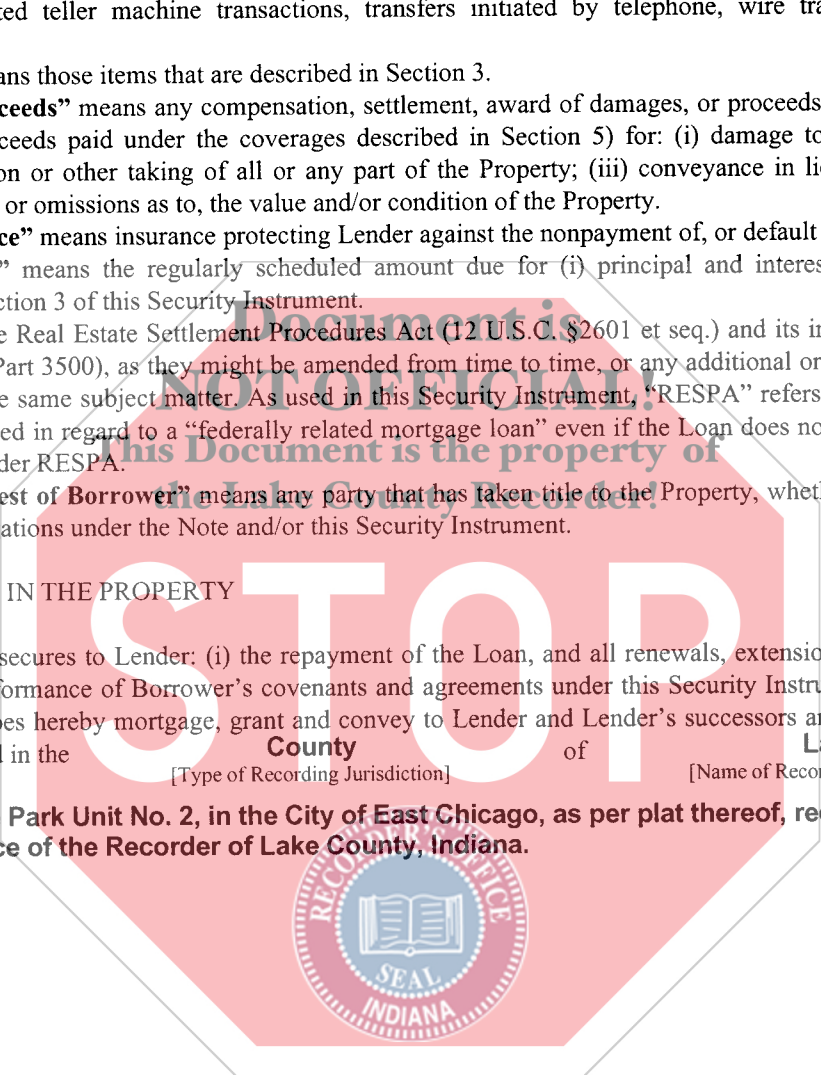 ted teller machine transactions, transfers initiated by telephone, wire tra
ans those items that are described in Section 3.
ceeds” means any compensation, settlement, award of damages, or proceeds
ceeds paid under the coverages described in Section 5) for: (i) damage to
on or other taking of all or any part of the Property; (iii) conveyance in li
or omissions as to, the value and/or condition of the Property.
ce” means insurance protecting Lender against the nonpayment of, or default
” means the regularly scheduled amount due for (i) principal and interes
ction 3 of this Security Instrument.
Document is
e Real Estate Settlement Procedures Act (12 U.S.C. §2601 et seq.) and its i
Part 3500), as they might be amended from time to time, or any additional or
NOT OFFICIAL!
e same subject matter. As used in this Security Instrument, “RESPA” refers
ed in regard to a “federally related mortgage loan” even if the Loan does no
This Document is the property of
der RESPA.
the Lake County Recorder!
est of Borrower” means any party that has taken title to the Property, wheth
ations under the Note and/or this Security Instrument.
IN THE PROPERTY
STOP
secures to Lender: (i) the repayment of the Loan, and all renewals, extensio
formance of Borrower’s covenants and agreements under this Security Instru
oes hereby mortgage, grant and convey to Lender and Lender’s successors a
d in the County of La
[Type of Recording Jurisdiction] [Name of Recor
Park Unit No. 2, in the City of East Chicago, as per plat thereof, re
ce of the Recorder of Lake County, Indiana.
RECORDER'S OFFICE
SEAL
INDIANA